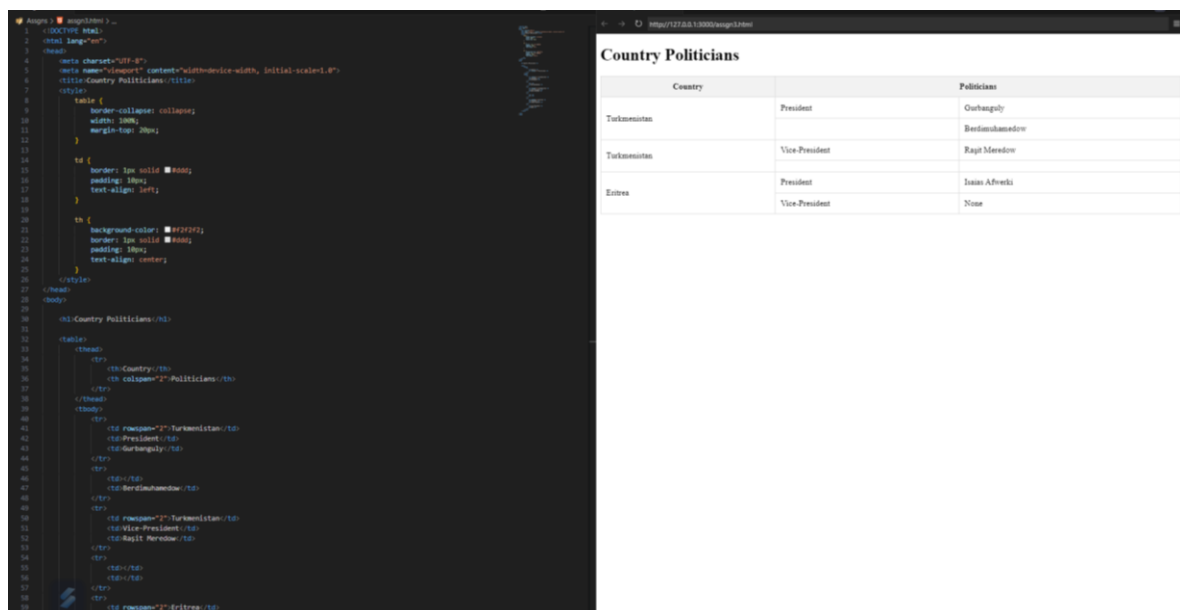 Assigns > assign3.html > ...
1 <!DOCTYPE html>
2 <html lang="en">
3 <head>
4 <meta charset="UTF-8">
5 <meta name="viewport" content="width=device-width, initial-scale=1.0">
6 <title>Country Politicians</title>
7 <style>
8 table {
9 border-collapse: collapse;
10 width: 100%;
11 margin-top: 20px;
12 }
13
14 td {
15 border: 1px solid #ddd;
16 padding: 10px;
17 text-align: left;
18 }
19
20 th {
21 background-color: #f2f2f2;
22 border: 1px solid #ddd;
23 padding: 10px;
24 text-align: center;
25 }
26 </style>
27 </head>
28 <body>
29
30 <h1>Country Politicians</h1>
31
32 <table>
33 <thead>
34 <tr>
35 <th>Country</th>
36 <th colspan="2">Politicians</th>
37 </tr>
38 </thead>
39 <tbody>
40 <tr>
41 <td rowspan="2">Turkmenistan</td>
42 <td>President</td>
43 <td>Gurbanguly</td>
44 </tr>
45 <tr>
46 <td></td>
47 <td>Berdimuhamedow</td>
48 </tr>
49 <tr>
50 <td rowspan="2">Turkmenistan</td>
51 <td>Vice-President</td>
52 <td>Raşit Meredow</td>
53 </tr>
54 <tr>
55 <td></td>
56 <td></td>
57 </tr>
58 <tr>
59 <td rowspan="2">Eritrea</td>
http://127.0.0.1:3000/assign3.html
Country Politicians
Country Politicians
Turkmenistan President Gurbanguly
Berdimuhamedow
Turkmenistan Vice-President Raşit Meredow
Eritrea President Isaias Afwerki
Vice-President None